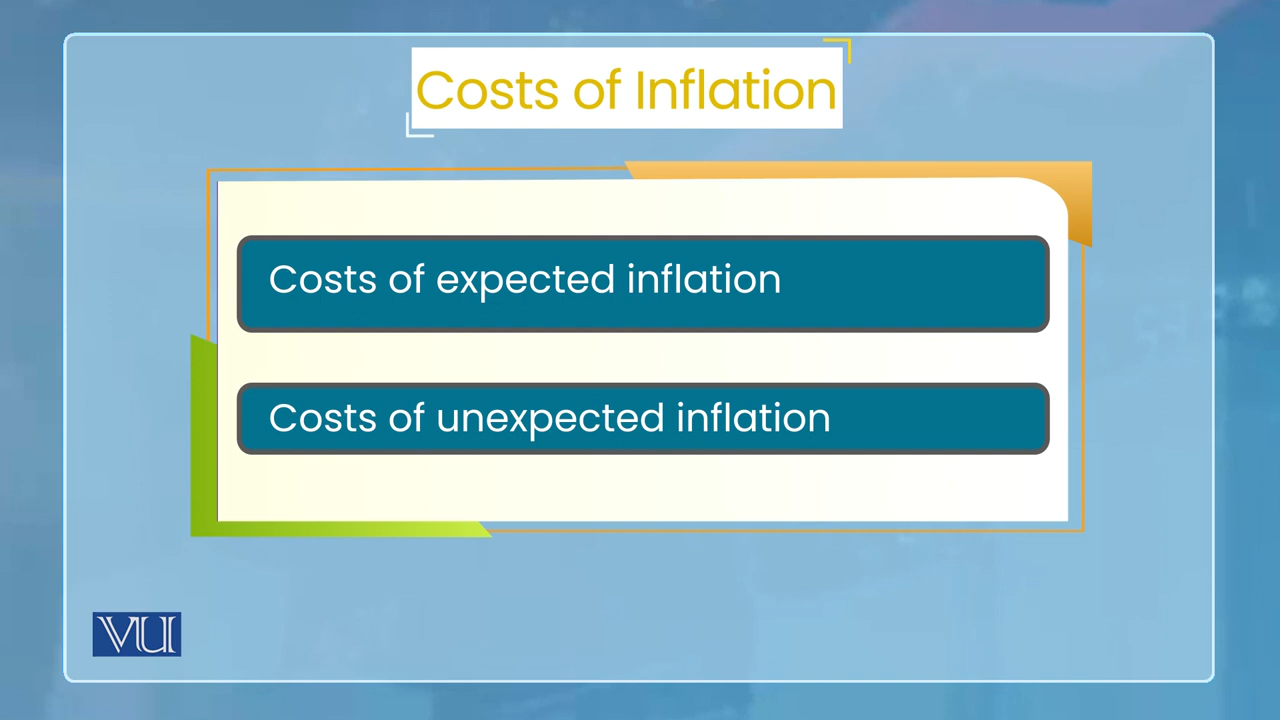 Costs of Inflation
Costs of expected inflation
Costs of unexpected inflation
VU